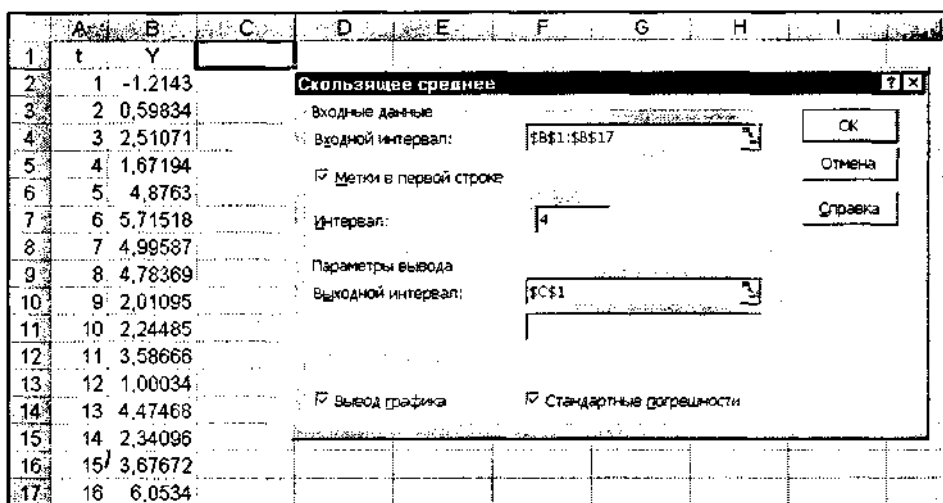 A B C D E F G H I
1 t Y
2 1 -1.2143
3 2 0,59834
4 3 2,51071
5 4 1,67194
6 5 4,8763
7 6 5,71518
8 7 4,99587
9 8 4,78369
10 9 2,01095
11 10 2,24485
12 11 3,58666
13 12 1,00034
14 13 4,47468
15 14 2,34096
16 15 3,67672
17 16 6,0534
Скользящее среднее
Входные данные
Входной интервал: $B$1:$B$17
Метки в первой строке
Интервал: 4
Параметры вывода
Выходной интервал: $C$1
Вывод графика
Стандартные погрешности
OK
Отмена
Справка